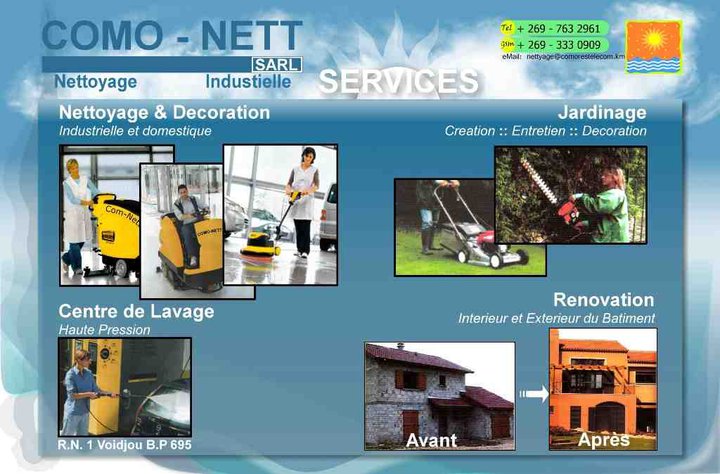 COMO - NETT
SARL
Nettoyage Industielle
Tel + 269 - 763 2961
gsm + 269 - 333 0909
eMail: nettyage@comorestelecom.km
SERVICES
Nettoyage & Decoration
Industrielle et domestique
Jardinage
Creation :: Entretien :: Decoration
Com-Nett
COMO-NETT
Centre de Lavage
Haute Pression
R.N. 1 Voidjou B.P 695
Renovation
Interieur et Exterieur du Batiment
Avant
Après